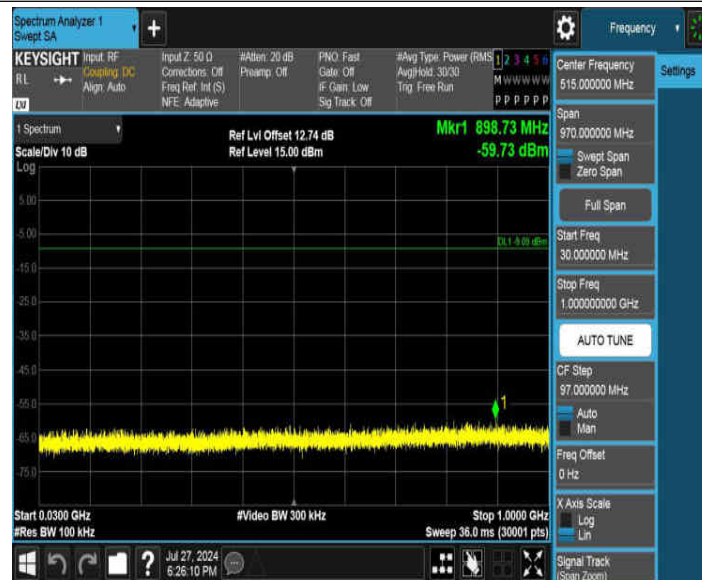 Spectrum Analyzer 1
Swept SA
+
Frequency
KEYSIGHT
RL
LXI
Input: RF
Coupling: DC
Align: Auto
Input Z: 50 Ω
Corrections: Off
Freq Ref: Int (S)
NFE: Adaptive
#Atten: 20 dB
Preamp: Off
PNO: Fast
Gate: Off
IF Gain: Low
Sig Track: Off
#Avg Type: Power (RMS
Avg|Hold: 30/30
Trig: Free Run
1 2 3 4 5 6
M W W W W W
P P P P P P
Settings
1 Spectrum
Scale/Div 10 dB
Log
Ref Lvl Offset 12.74 dB
Ref Level 15.00 dBm
Mkr1 898.73 MHz
-59.73 dBm
5.00
-5.00
-15.0
-25.0
-35.0
-45.0
-55.0
-65.0
-75.0
DL1 -9.09 dBm
1
Start 0.0300 GHz
#Res BW 100 kHz
#Video BW 300 kHz
Stop 1.0000 GHz
Sweep 36.0 ms (30001 pts)
Center Frequency
515.000000 MHz
Span
970.000000 MHz
Swept Span
Zero Span
Full Span
Start Freq
30.000000 MHz
Stop Freq
1.000000000 GHz
AUTO TUNE
CF Step
97.000000 MHz
Auto
Man
Freq Offset
0 Hz
X Axis Scale
Log
Lin
Signal Track
(Span Zoom)
?
Jul 27, 2024
6:26:10 PM